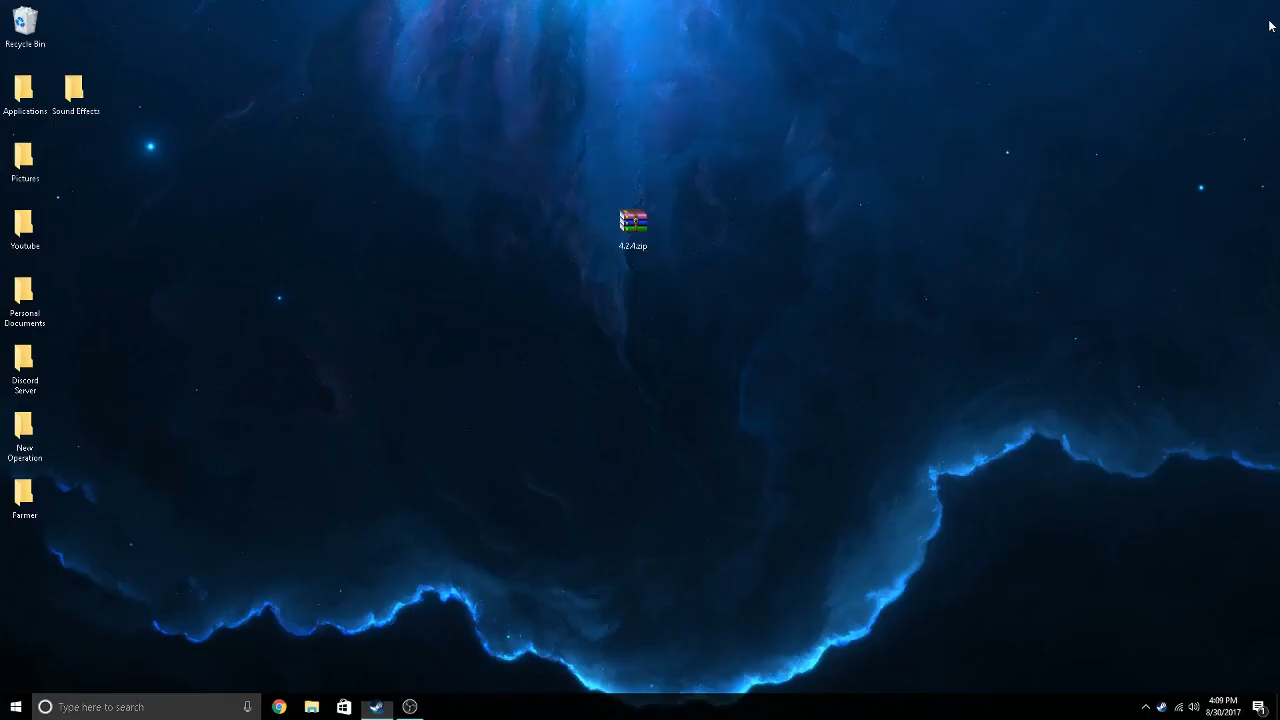 Recycle Bin
Applications
Sound Effects
Pictures
Youtube
Personal
Documents
Discord
Server
New
Operation
Farmer
4.2.4.zip
Type here to search
4:09 PM
8/30/2017
1